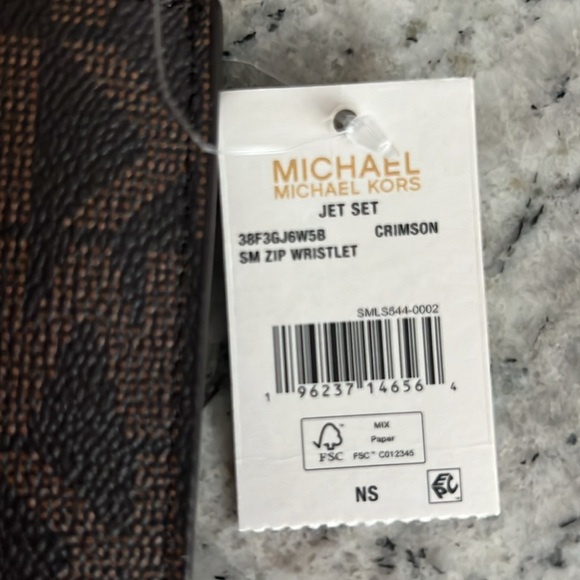 MICHAEL
MICHAEL KORS
JET SET
38F3GJ6W5B CRIMSON
SM ZIP WRISTLET
SMLS544-0002
1 96237 14656 4
MIX
Paper
FSC™ C012345
FSC
NS
EPC